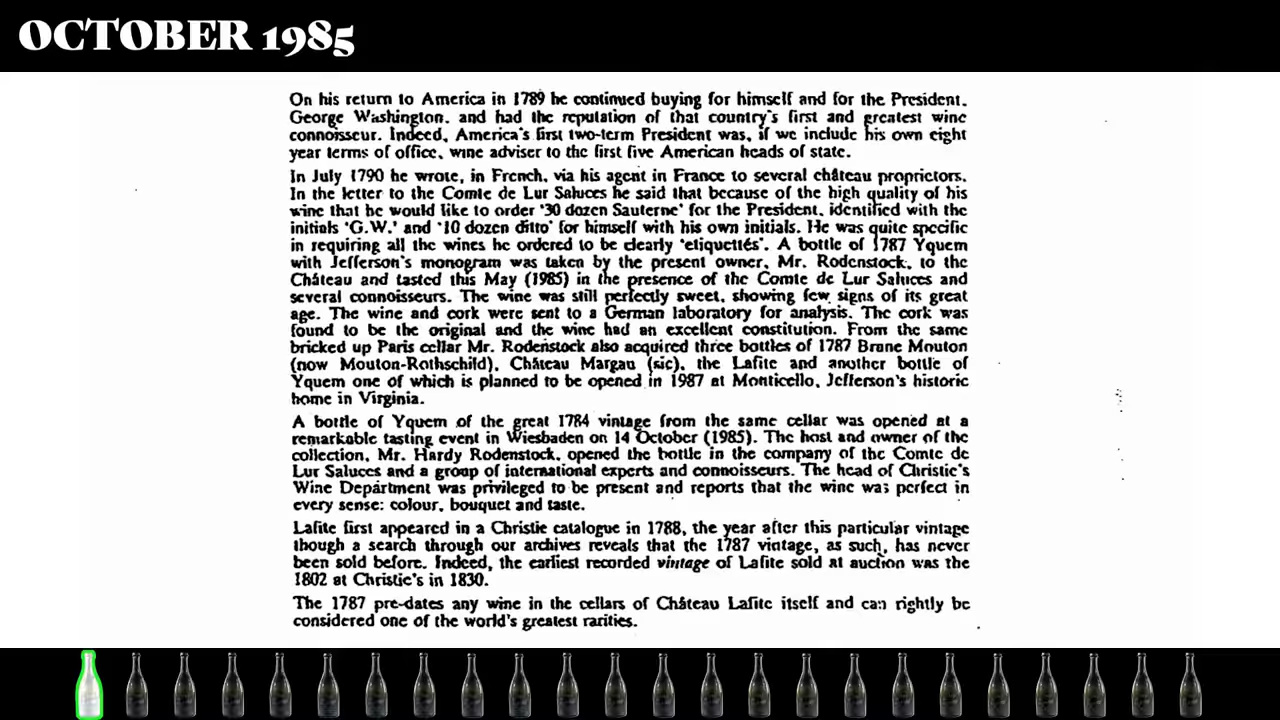 OCTOBER 1985
On his return to America in 1789 he continued buying for himself and for the President,
George Washington, and had the reputation of that country's first and greatest wine
connoisseur. Indeed, America's first two-term President was, if we include his own eight
year terms of office, wine adviser to the first five American heads of state.
In July 1790 he wrote, in French, via his agent in France to several château proprietors.
In the letter to the Comte de Lur Saluces he said that because of the high quality of his
wine that he would like to order '30 dozen Sauterne' for the President, identified with the
initials 'G.W.' and '10 dozen ditto' for himself with his own initials. He was quite specific
in requiring all the wines he ordered to be clearly 'etiquettés'. A bottle of 1787 Yquem
with Jefferson's monogram was taken by the present owner, Mr. Rodenstock, to the
Château and tasted this May (1985) in the presence of the Comte de Lur Saluces and
several connoisseurs. The wine was still perfectly sweet, showing few signs of its great
age. The wine and cork were sent to a German laboratory for analysis. The cork was
found to be the original and the wine had an excellent constitution. From the same
bricked up Paris cellar Mr. Rodenstock also acquired three bottles of 1787 Brane Mouton
(now Mouton-Rothschild), Château Margau (sic), the Lafite and another bottle of
Yquem one of which is planned to be opened in 1987 at Monticello, Jefferson's historic
home in Virginia.
A bottle of Yquem of the great 1784 vintage from the same cellar was opened at a
remarkable tasting event in Wiesbaden on 14 October (1985). The host and owner of the
collection, Mr. Hardy Rodenstock, opened the bottle in the company of the Comte de
Lur Saluces and a group of international experts and connoisseurs. The head of Christie's
Wine Department was privileged to be present and reports that the wine was perfect in
every sense: colour, bouquet and taste.
Lafite first appeared in a Christie catalogue in 1788, the year after this particular vintage
though a search through our archives reveals that the 1787 vintage, as such, has never
been sold before. Indeed, the earliest recorded vintage of Lafite sold at auction was the
1802 at Christie's in 1830.
The 1787 pre-dates any wine in the cellars of Château Lafite itself and can rightly be
considered one of the world's greatest rarities.